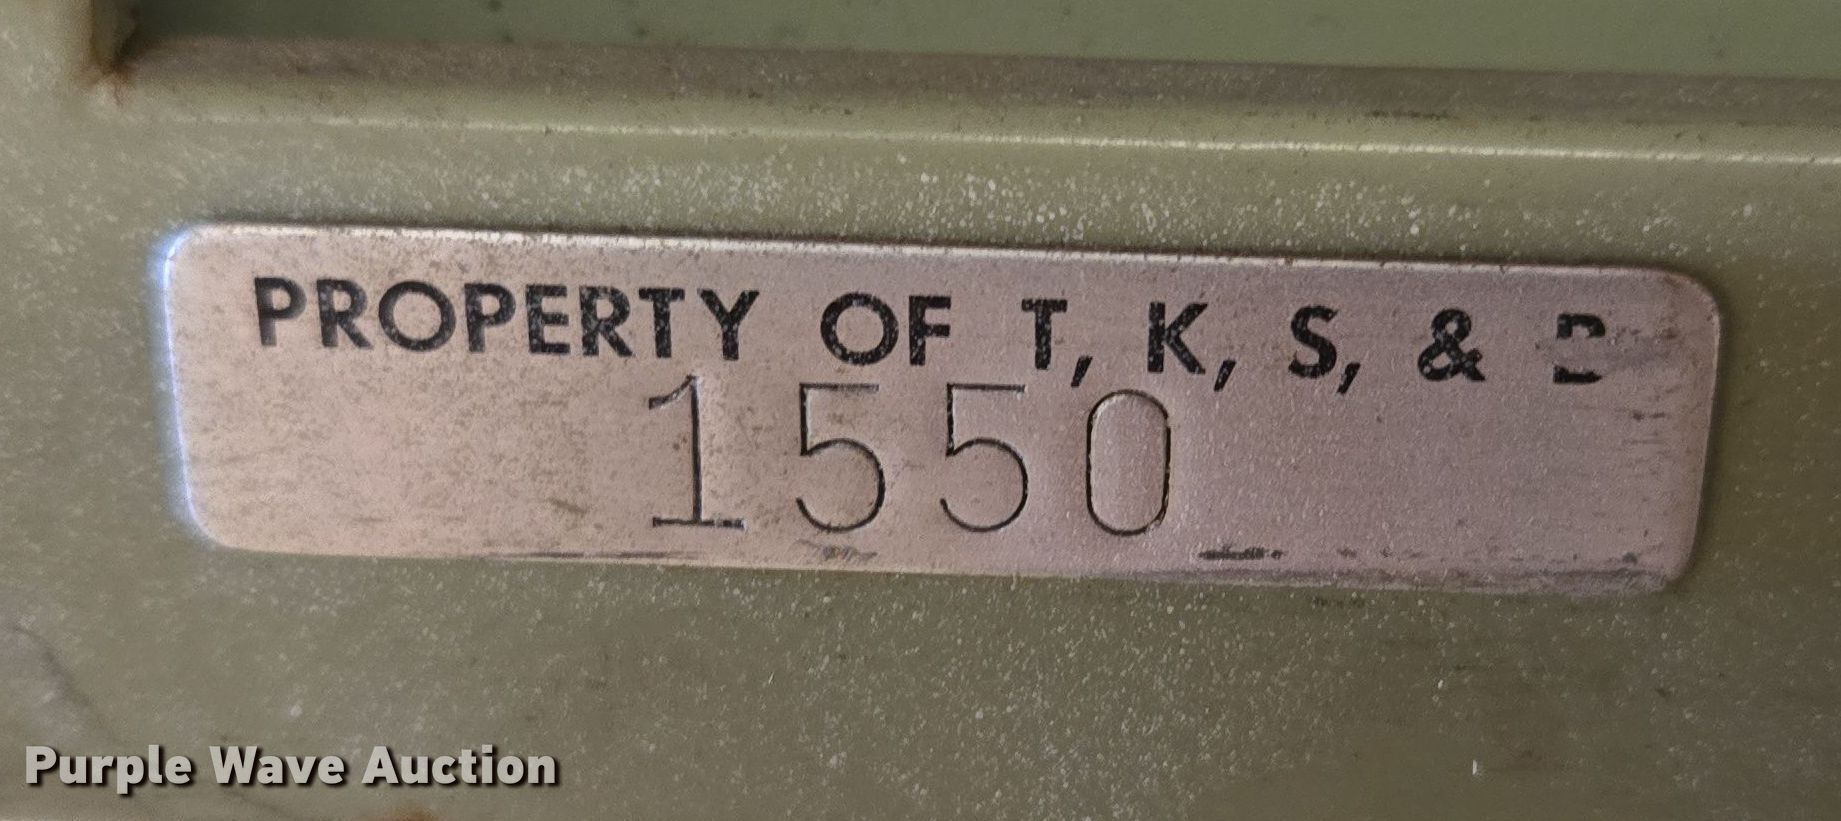 PROPERTY OF T, K, S, & B
1550
Purple Wave Auction